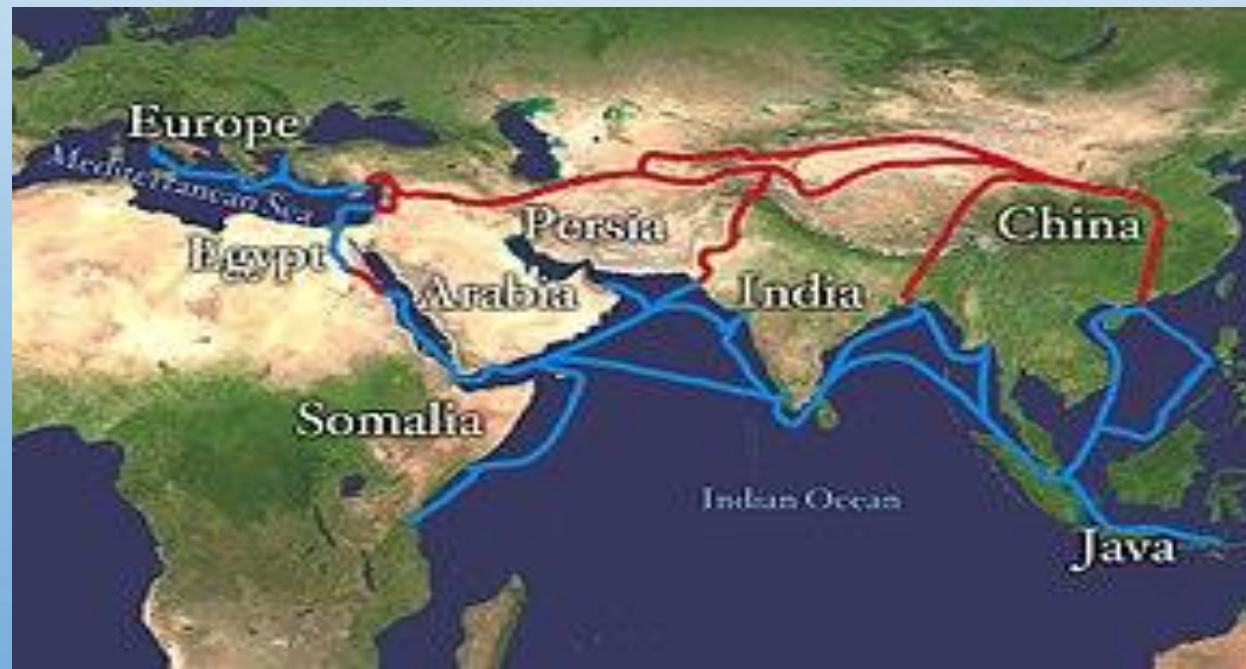 Europe
Mediterranean Sea
Egypt
Arabia
Persia
India
China
Somalia
Indian Ocean
Java